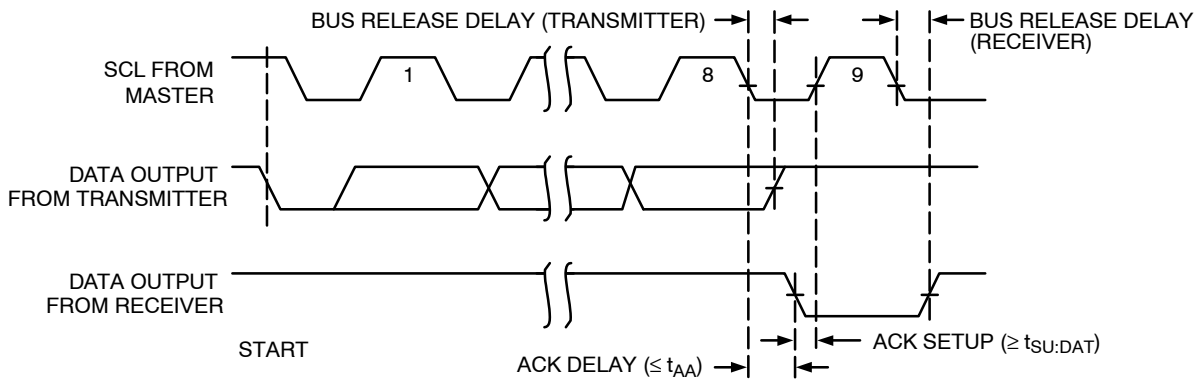 BUS RELEASE DELAY (TRANSMITTER)
BUS RELEASE DELAY
(RECEIVER)
SCL FROM
MASTER
1
8
9
DATA OUTPUT
FROM TRANSMITTER
DATA OUTPUT
FROM RECEIVER
START
ACK SETUP (≥ tSU:DAT)
ACK DELAY (≤ tAA)